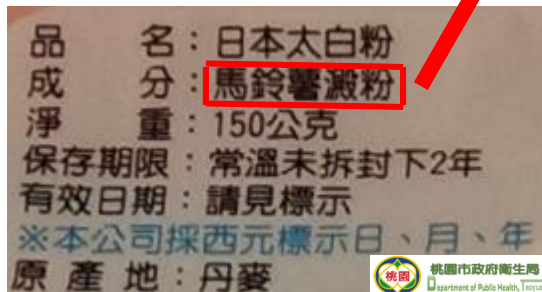 品 名：日本太白粉
成 分：馬鈴薯澱粉
淨 重：150公克
保存期限：常溫未拆封下2年
有效日期：請見標示
※本公司採西元標示日、月、年
原 產 地：丹麥
桃園
桃園市政府衛生局
Department of Public Health, Taoyua